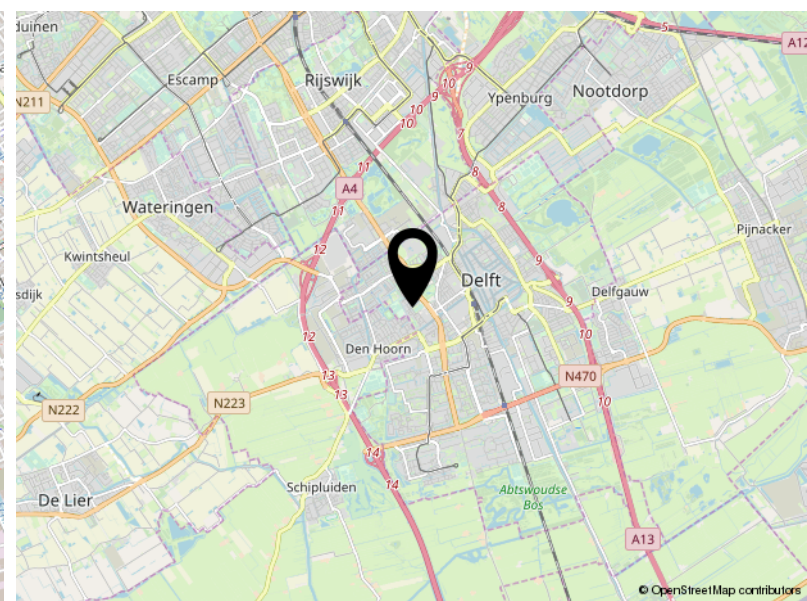 duinen
5
A12
Escamp
Rijswijk
9
10
9
10
10
Ypenburg
Nootdorp
N211
7
11
8
A4
Wateringen
11
8
Pijnacker
12
Kwintsheul
9
Delft
sdijk
9
Delfgauw
12
10
Den Hoorn
13
13
N470
N222
N223
10
14
14
De Lier
Schipluiden
Abtswoudse
Bos
A13
© OpenStreetMap contributors